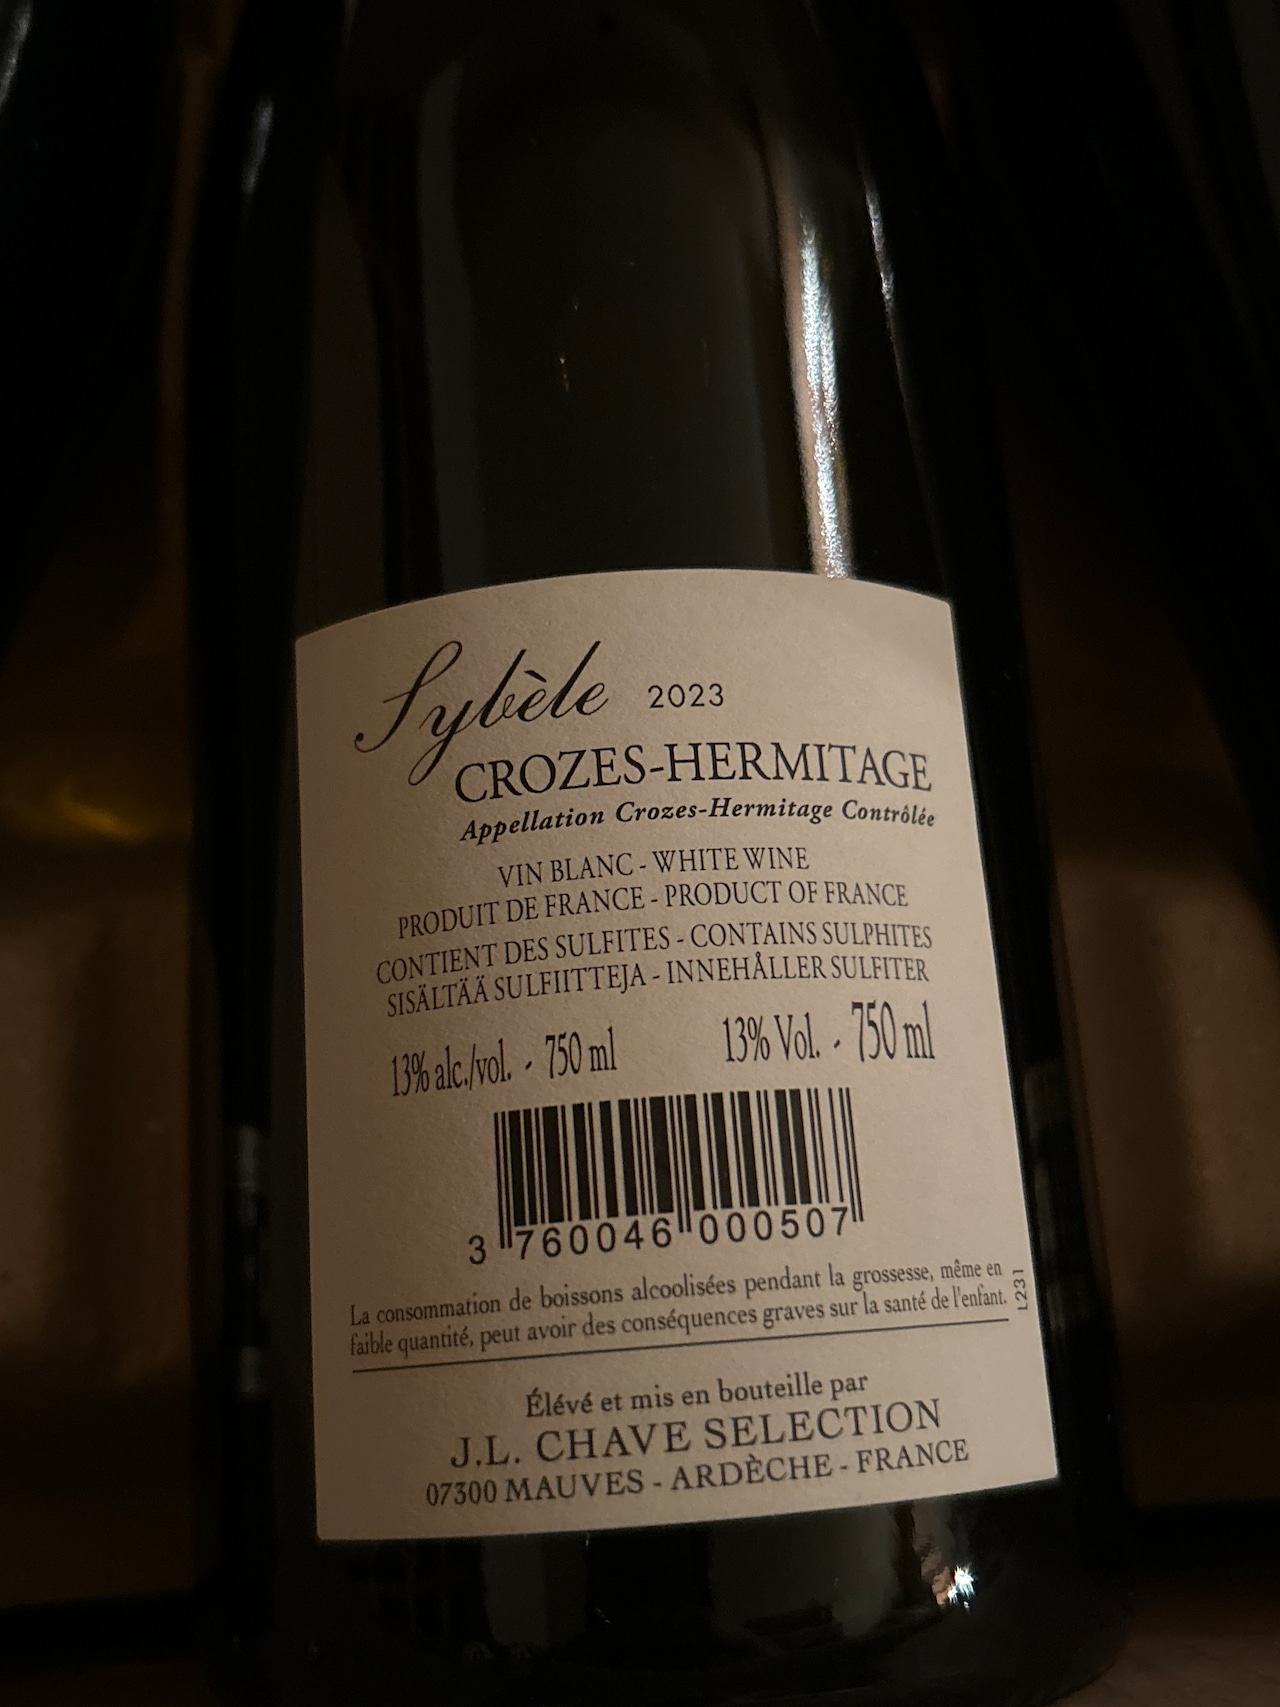 Sybèle 2023
CROZES-HERMITAGE
Appellation Crozes-Hermitage Contrôlée
VIN BLANC - WHITE WINE
PRODUIT DE FRANCE - PRODUCT OF FRANCE
CONTIENT DES SULFITES - CONTAINS SULPHITES
SISÄLTÄÄ SULFIITTEJA - INNEHÅLLER SULFITER
13% alc./vol. - 750 ml 13% Vol. - 750 ml
3 760046 000507
La consommation de boissons alcoolisées pendant la grossesse, même en
faible quantité, peut avoir des conséquences graves sur la santé de l'enfant.
L231
Élévé et mis en bouteille par
J.L. CHAVE SELECTION
07300 MAUVES - ARDÈCHE - FRANCE